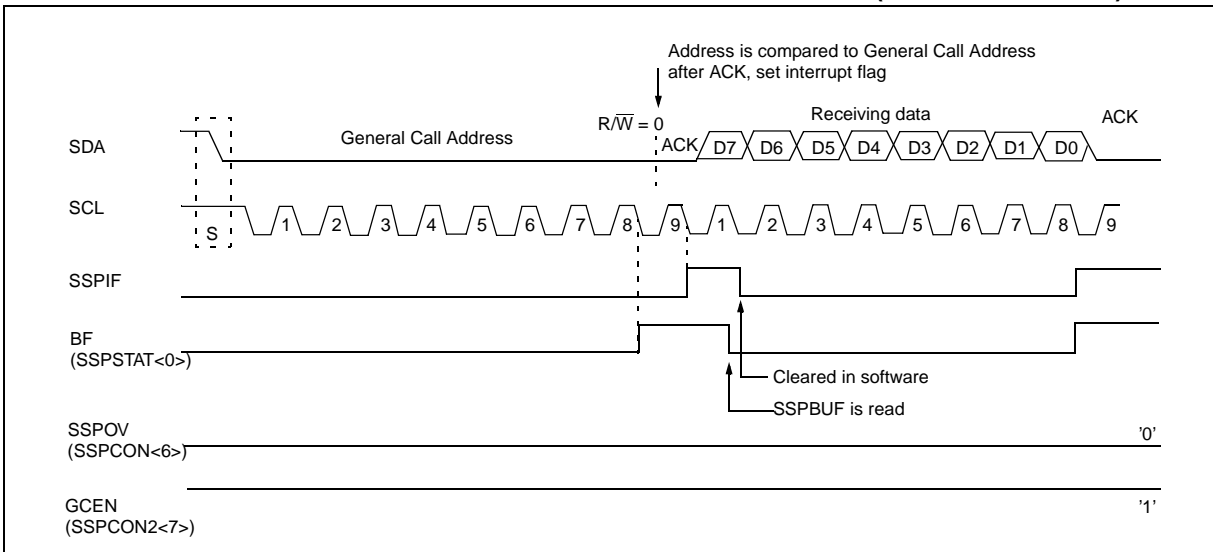 Address is compared to General Call Address
after ACK, set interrupt flag
SDA
General Call Address
R/W̅ = 0
ACK
Receiving data
D7 D6 D5 D4 D3 D2 D1 D0
ACK
SCL
S
1 2 3 4 5 6 7 8 9 1 2 3 4 5 6 7 8 9
SSPIF
BF
(SSPSTAT<0>)
Cleared in software
SSPBUF is read
SSPOV
(SSPCON<6>)
'0'
GCEN
(SSPCON2<7>)
'1'